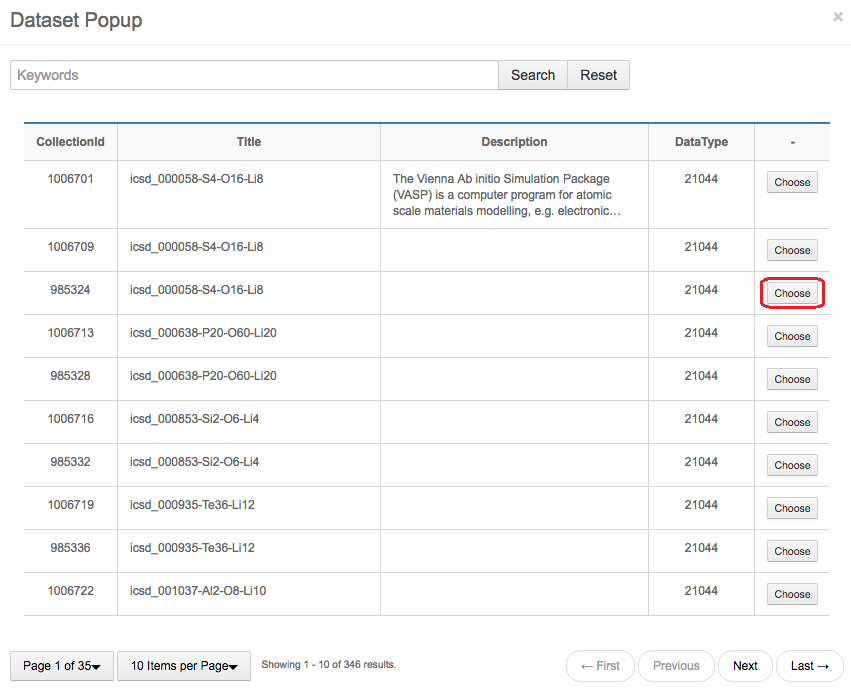 Dataset Popup ×
Keywords Search Reset
CollectionId Title Description DataType -
1006701 icsd_000058-S4-O16-Li8 The Vienna Ab initio Simulation Package 21044 Choose
(VASP) is a computer program for atomic
scale materials modelling, e.g. electronic...
1006709 icsd_000058-S4-O16-Li8 21044 Choose
985324 icsd_000058-S4-O16-Li8 21044 Choose
1006713 icsd_000638-P20-O60-Li20 21044 Choose
985328 icsd_000638-P20-O60-Li20 21044 Choose
1006716 icsd_000853-Si2-O6-Li4 21044 Choose
985332 icsd_000853-Si2-O6-Li4 21044 Choose
1006719 icsd_000935-Te36-Li12 21044 Choose
985336 icsd_000935-Te36-Li12 21044 Choose
1006722 icsd_001037-Al2-O8-Li10 21044 Choose
Page 1 of 35 10 Items per Page Showing 1 - 10 of 346 results. ← First Previous Next Last →